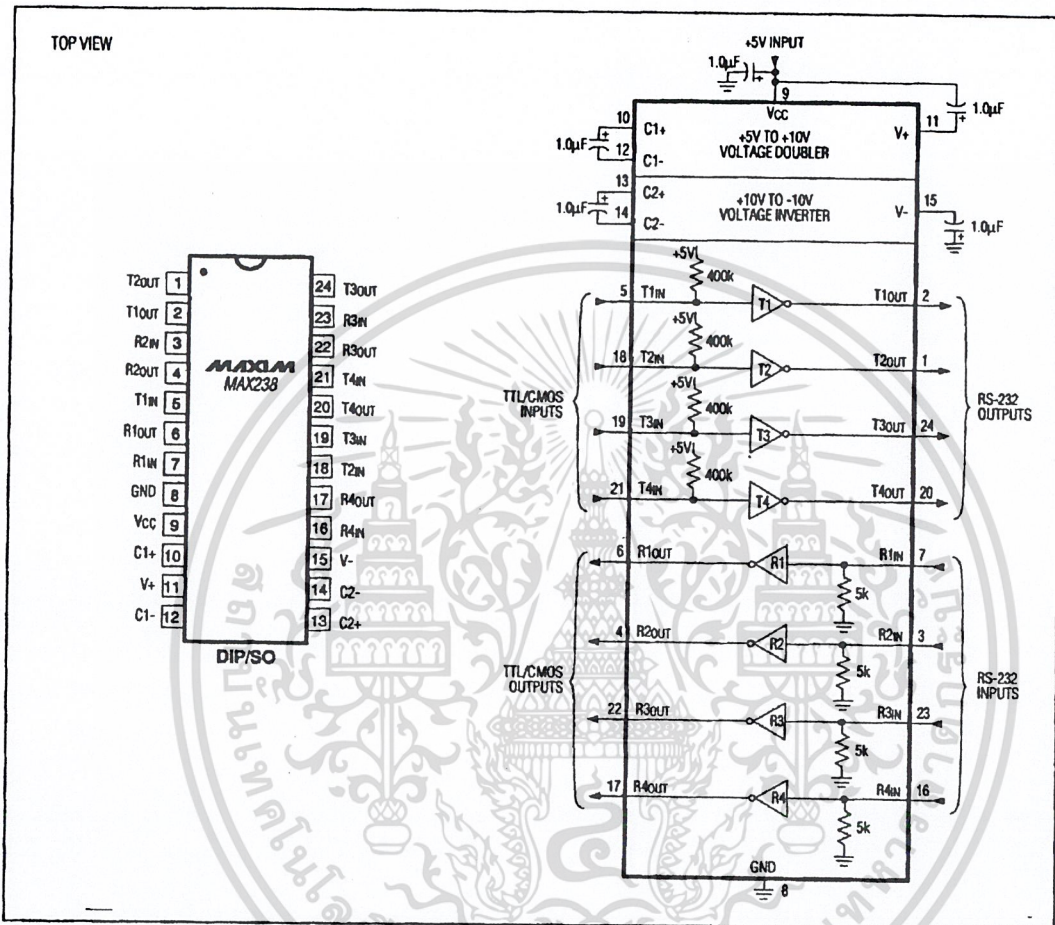 TOP VIEW
T2OUT 1
T1OUT 2
R2IN 3
R2OUT 4
T1IN 5
R1OUT 6
R1IN 7
GND 8
VCC 9
C1+ 10
V+ 11
C1- 12
MAXIM
MAX238
24 T3OUT
23 R3IN
22 R3OUT
21 T4IN
20 T4OUT
19 T3IN
18 T2IN
17 R4OUT
16 R4IN
15 V-
14 C2-
13 C2+
DIP/SO
+5V INPUT
1.0µF
9
VCC
1.0µF
10 C1+
12 C1-
1.0µF
+5V TO +10V
VOLTAGE DOUBLER
V+ 11
1.0µF
13 C2+
14 C2-
+10V TO -10V
VOLTAGE INVERTER
V- 15
1.0µF
TTL/CMOS
INPUTS
+5V
400k
5 T1IN T1 T1OUT 2
+5V
400k
18 T2IN T2 T2OUT 1
+5V
400k
19 T3IN T3 T3OUT 24
+5V
400k
21 T4IN T4 T4OUT 20
RS-232
OUTPUTS
TTL/CMOS
OUTPUTS
6 R1OUT R1 R1IN 7
5k
4 R2OUT R2 R2IN 3
5k
22 R3OUT R3 R3IN 23
5k
17 R4OUT R4 R4IN 16
5k
RS-232
INPUTS
GND
8